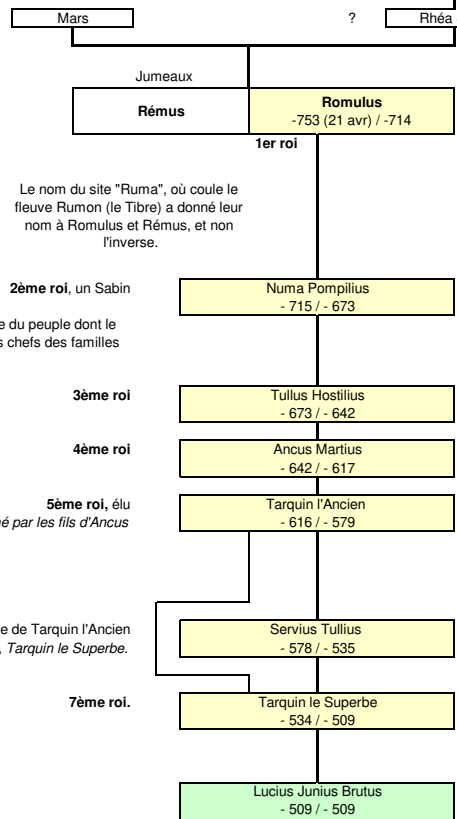 Mars
?
Rhéa
Jumeaux
Rémus
Romulus
-753 (21 avr) / -714
1er roi
Le nom du site "Ruma", où coule le
fleuve Rumon (le Tibre) a donné leur
nom à Romulus et Rémus, et non
l'inverse.
2ème roi, un Sabin
Numa Pompilius
- 715 / - 673
e du peuple dont le
s chefs des familles
3ème roi
Tullus Hostilius
- 673 / - 642
4ème roi
Ancus Martius
- 642 / - 617
5ème roi, élu
Tarquin l'Ancien
né par les fils d'Ancus
- 616 / - 579
e de Tarquin l'Ancien
Servius Tullius
, Tarquin le Superbe.
- 578 / - 535
7ème roi.
Tarquin le Superbe
- 534 / - 509
Lucius Junius Brutus
- 509 / - 509